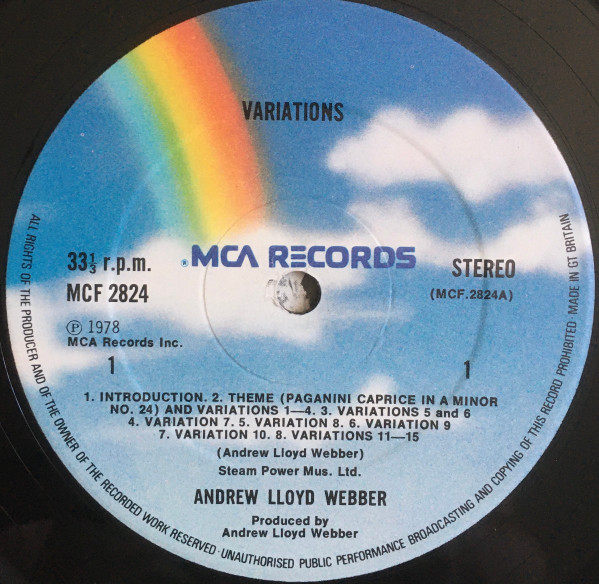 VARIATIONS
MCA RECORDS
33⅓ r.p.m.
MCF 2824
STEREO
(MCF.2824A)
Ⓟ 1978
MCA Records Inc.
1
1
1. INTRODUCTION. 2. THEME (PAGANINI CAPRICE IN A MINOR
NO. 24) AND VARIATIONS 1—4. 3. VARIATIONS 5 and 6
4. VARIATION 7. 5. VARIATION 8. 6. VARIATION 9
7. VARIATION 10. 8. VARIATIONS 11—15
(Andrew Lloyd Webber)
Steam Power Mus. Ltd.
ANDREW LLOYD WEBBER
Produced by
Andrew Lloyd Webber
ALL RIGHTS OF THE PRODUCER AND OF THE OWNER OF THE RECORDED WORK RESERVED · UNAUTHORISED PUBLIC PERFORMANCE BROADCASTING AND COPYING OF THIS RECORD PROHIBITED MADE IN GT BRITAIN